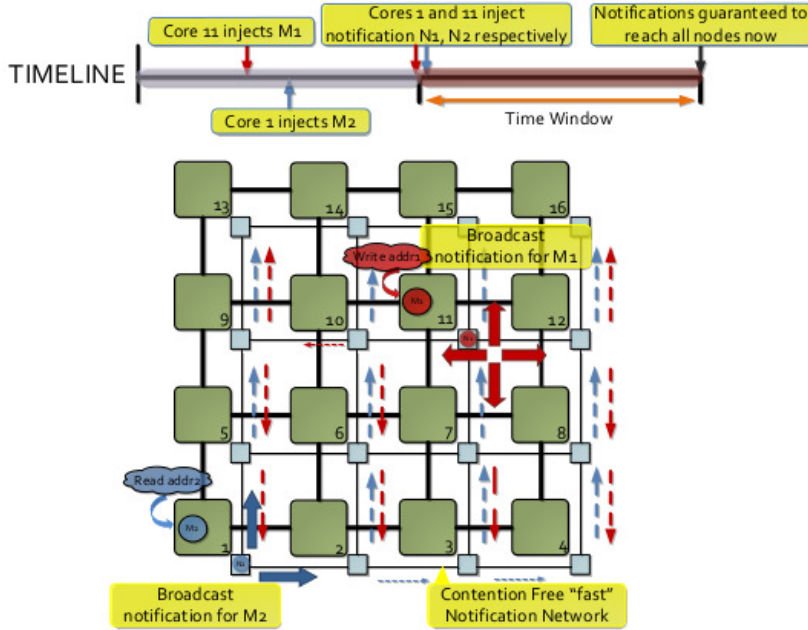 Core 11 injects M1
Cores 1 and 11 inject
notification N1, N2 respectively
Notifications guaranteed to
reach all nodes now
TIMELINE
Core 1 injects M2
Time Window
13
14
15
16
Broadcast
notification for M1
Write addr1
M1
9
10
11
12
5
6
7
8
Read addr2
M2
1
2
3
4
Broadcast
notification for M2
Contention Free “fast”
Notification Network